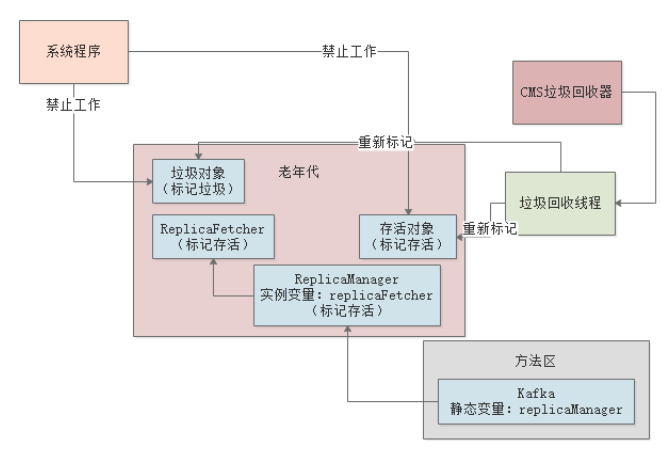 系统程序
禁止工作
禁止工作
CMS垃圾回收器
重新标记
垃圾对象
（标记垃圾）
老年代
垃圾回收线程
ReplicaFetcher
（标记存活）
存活对象
（标记存活）
重新标记
ReplicaManager
实例变量：replicaFetcher
（标记存活）
方法区
Kafka
静态变量：replicaManager